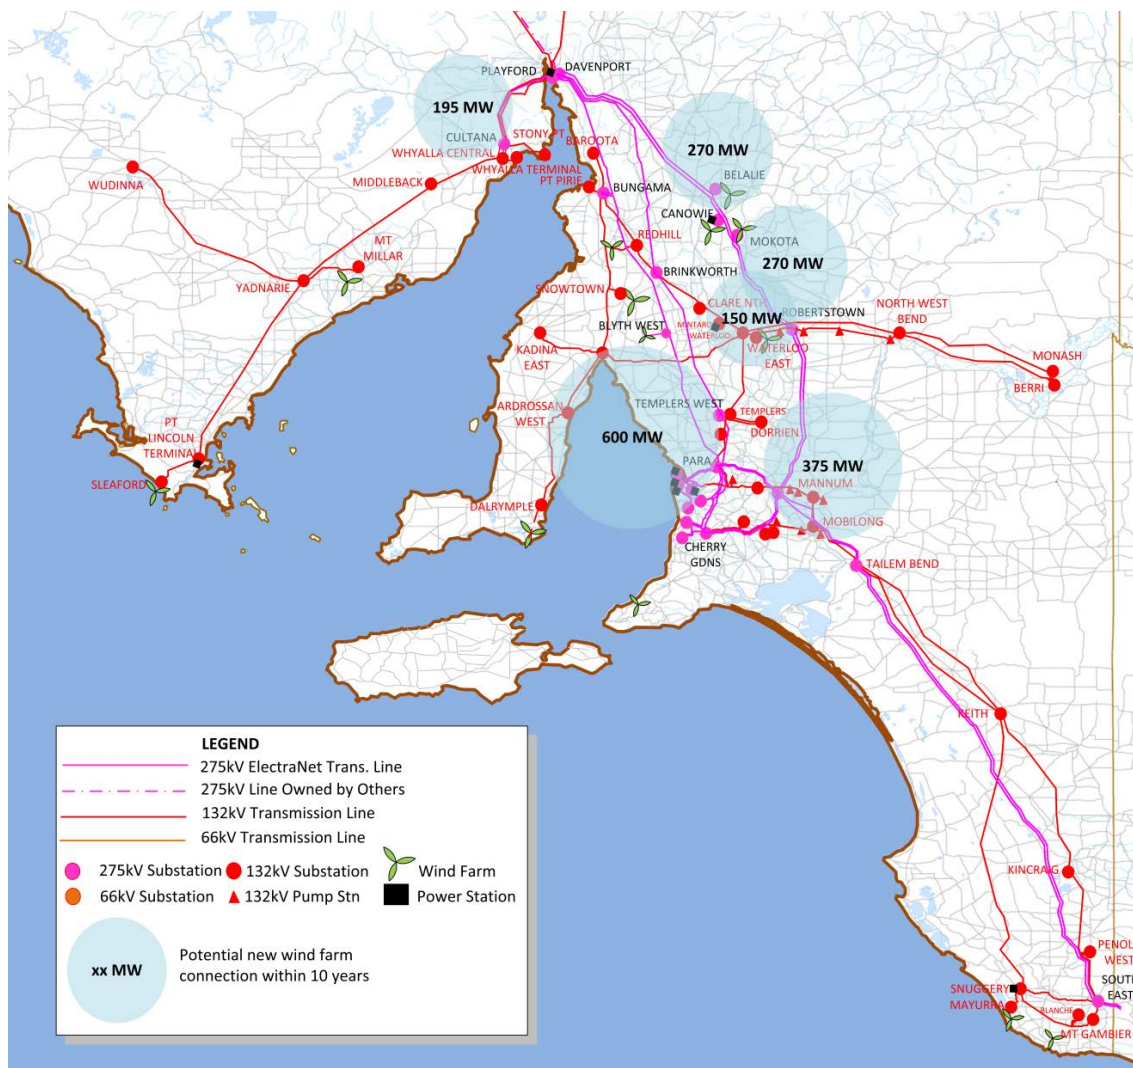 PLAYFORD
DAVENPORT
195 MW
CULTANA
STONY PT
BAROOTA
WHYALLA CENTRAL
WHYALLA TERMINAL
WUDINNA
MIDDLEBACK
PT PIRIE
BUNGAMA
270 MW
BELALIE
CANOWIE
MOKOTA
MT
MILLAR
REDHILL
270 MW
YADNARIE
BRINKWORTH
SNOWTOWN
CLARE NTH
ROBERTSTOWN
NORTH WEST
BEND
150 MW
BLYTH WEST
MINTARO
WATERLOO
KADINA
EAST
WATERLOO
EAST
MONASH
BERRI
ARDROSSAN
WEST
TEMPLERS WEST
TEMPLERS
DORRIEN
PT
LINCOLN
TERMINAL
600 MW
PARA
375 MW
MANNUM
SLEAFORD
DALRYMPLE
MOBILONG
CHERRY
GDNS
TAILEM BEND
KEITH
KINCRAIG
PENOL
WEST
SOUTH
EAST
SNUGGERY
MAYURRA
BLANCHE
MT GAMBIER
LEGEND
275kV ElectraNet Trans. Line
275kV Line Owned by Others
132kV Transmission Line
66kV Transmission Line
275kV Substation
132kV Substation
Wind Farm
66kV Substation
132kV Pump Stn
Power Station
xx MW
Potential new wind farm
connection within 10 years